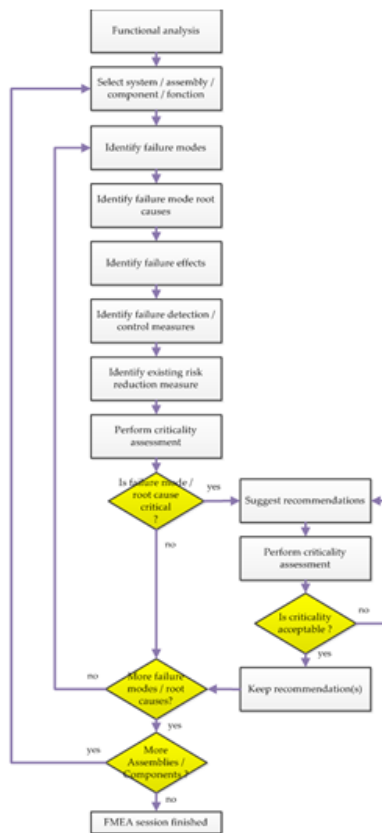 Functional analysis
Select system / assembly /
component / fonction
Identify failure modes
Identify failure mode root
causes
Identify failure effects
Identify failure detection /
control measures
Identify existing risk
reduction measure
Perform criticality
assessment
Is failure mode /
root cause
critical
?
yes
Suggest recommendations
no
Perform criticality
assessment
Is criticality
acceptable ?
no
yes
Keep recommendation(s)
More failure
modes / root
causes?
no
yes
More
Assemblies /
Components ?
yes
no
FMEA session finished